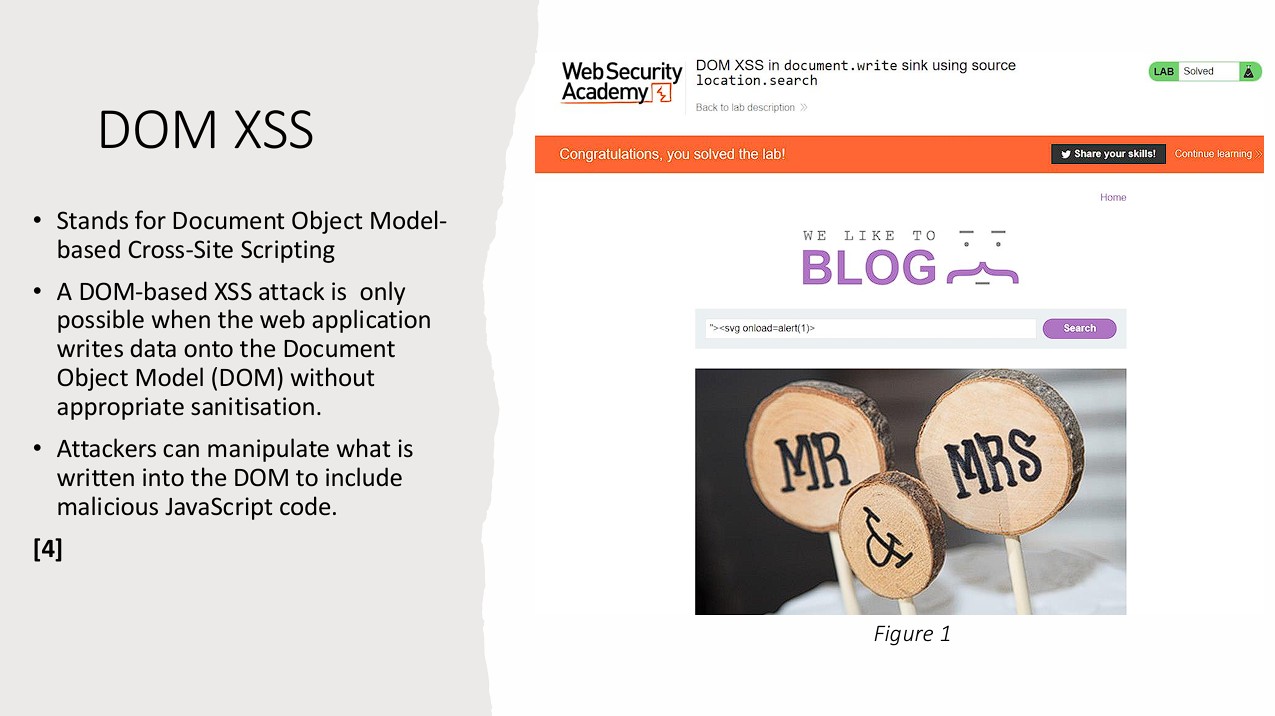 DOM XSS
• Stands for Document Object Model-
based Cross-Site Scripting
• A DOM-based XSS attack is  only
possible when the web application
writes data onto the Document
Object Model (DOM) without
appropriate sanitisation.
• Attackers can manipulate what is
written into the DOM to include
malicious JavaScript code.
[4]
WebSecurity
Academy
DOM XSS in document.write sink using source
location.search
Back to lab description »
LAB Solved
Congratulations, you solved the lab!
Share your skills!
Continue learning
Home
WE LIKE TO
BLOG
"><svg onload=alert(1)>
Search
MR
&
MRS
Figure 1